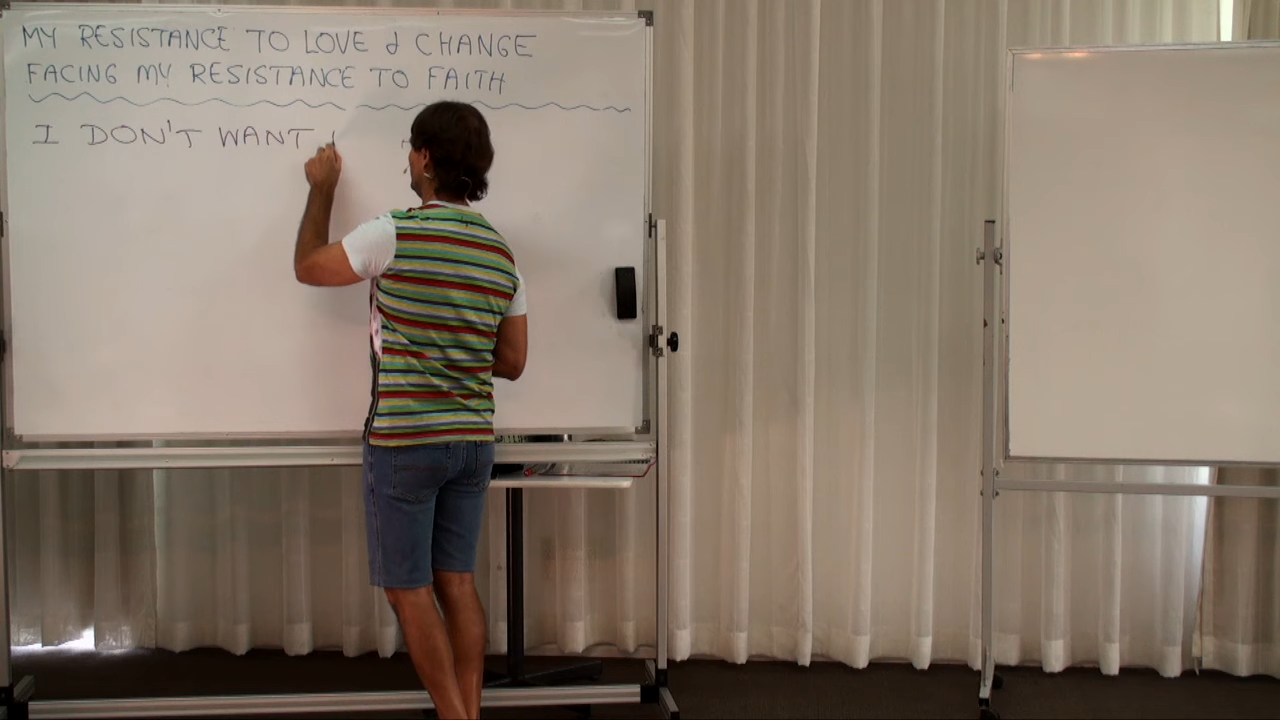 MY RESISTANCE TO LOVE & CHANGE
FACING MY RESISTANCE TO FAITH
I DON'T WANT